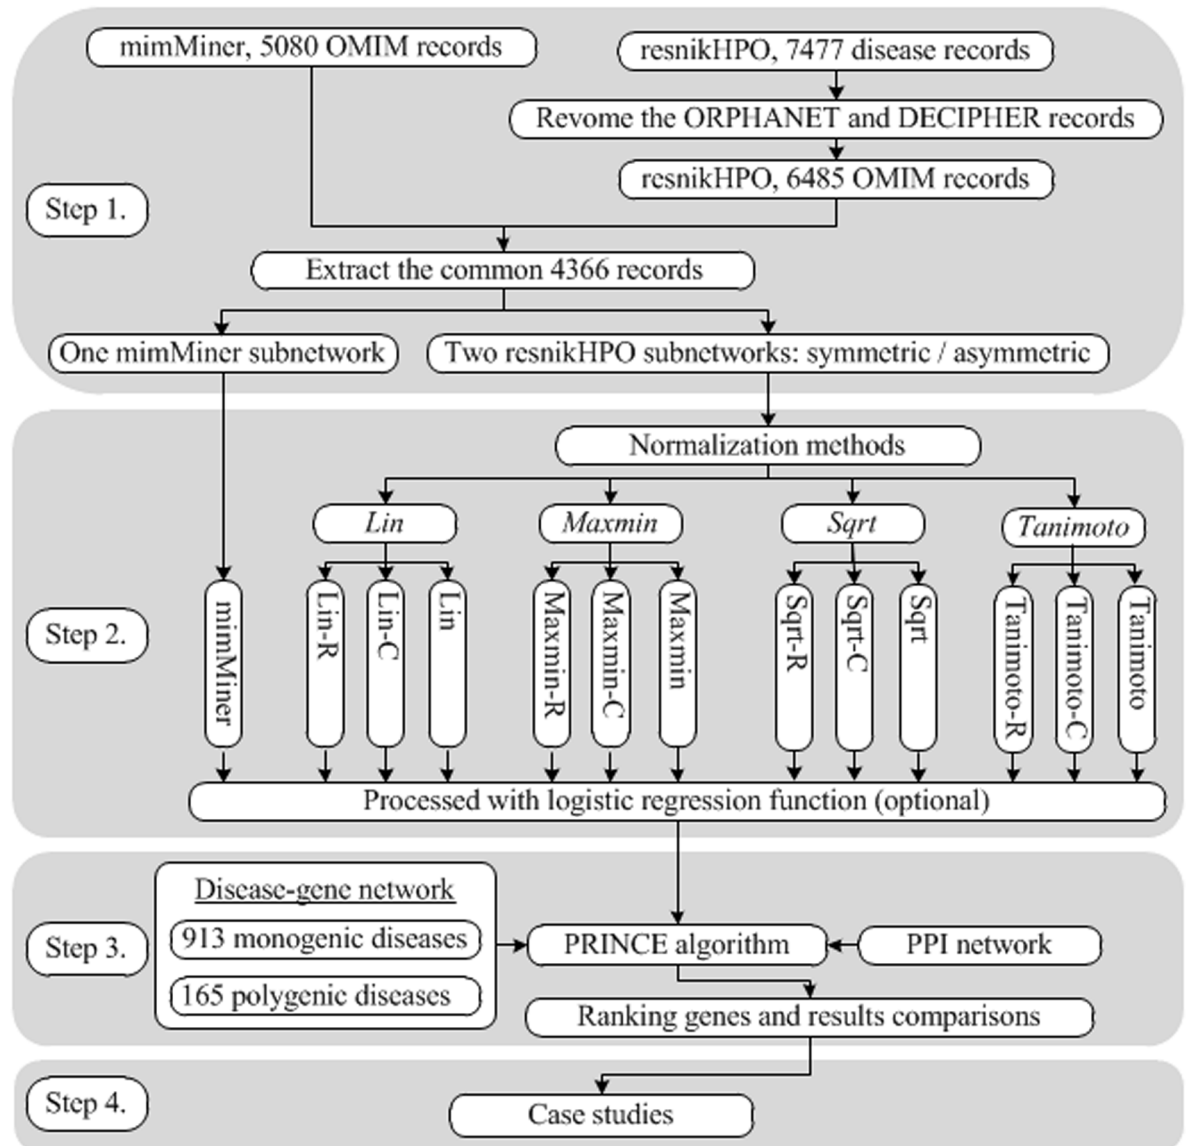 mimMiner, 5080 OMIM records
resnikHPO, 7477 disease records
Revome the ORPHANET and DECIPHER records
resnikHPO, 6485 OMIM records
Step 1.
Extract the common 4366 records
One mimMiner subnetwork
Two resnikHPO subnetworks: symmetric / asymmetric
Normalization methods
Lin
Maxmin
Sqrt
Tanimoto
Step 2.
mimMiner
Lin-R
Lin-C
Lin
Maxmin-R
Maxmin-C
Maxmin
Sqrt-R
Sqrt-C
Sqrt
Tanimoto-R
Tanimoto-C
Tanimoto
Processed with logistic regression function (optional)
Step 3.
Disease-gene network
913 monogenic diseases
165 polygenic diseases
PRINCE algorithm
PPI network
Ranking genes and results comparisons
Step 4.
Case studies